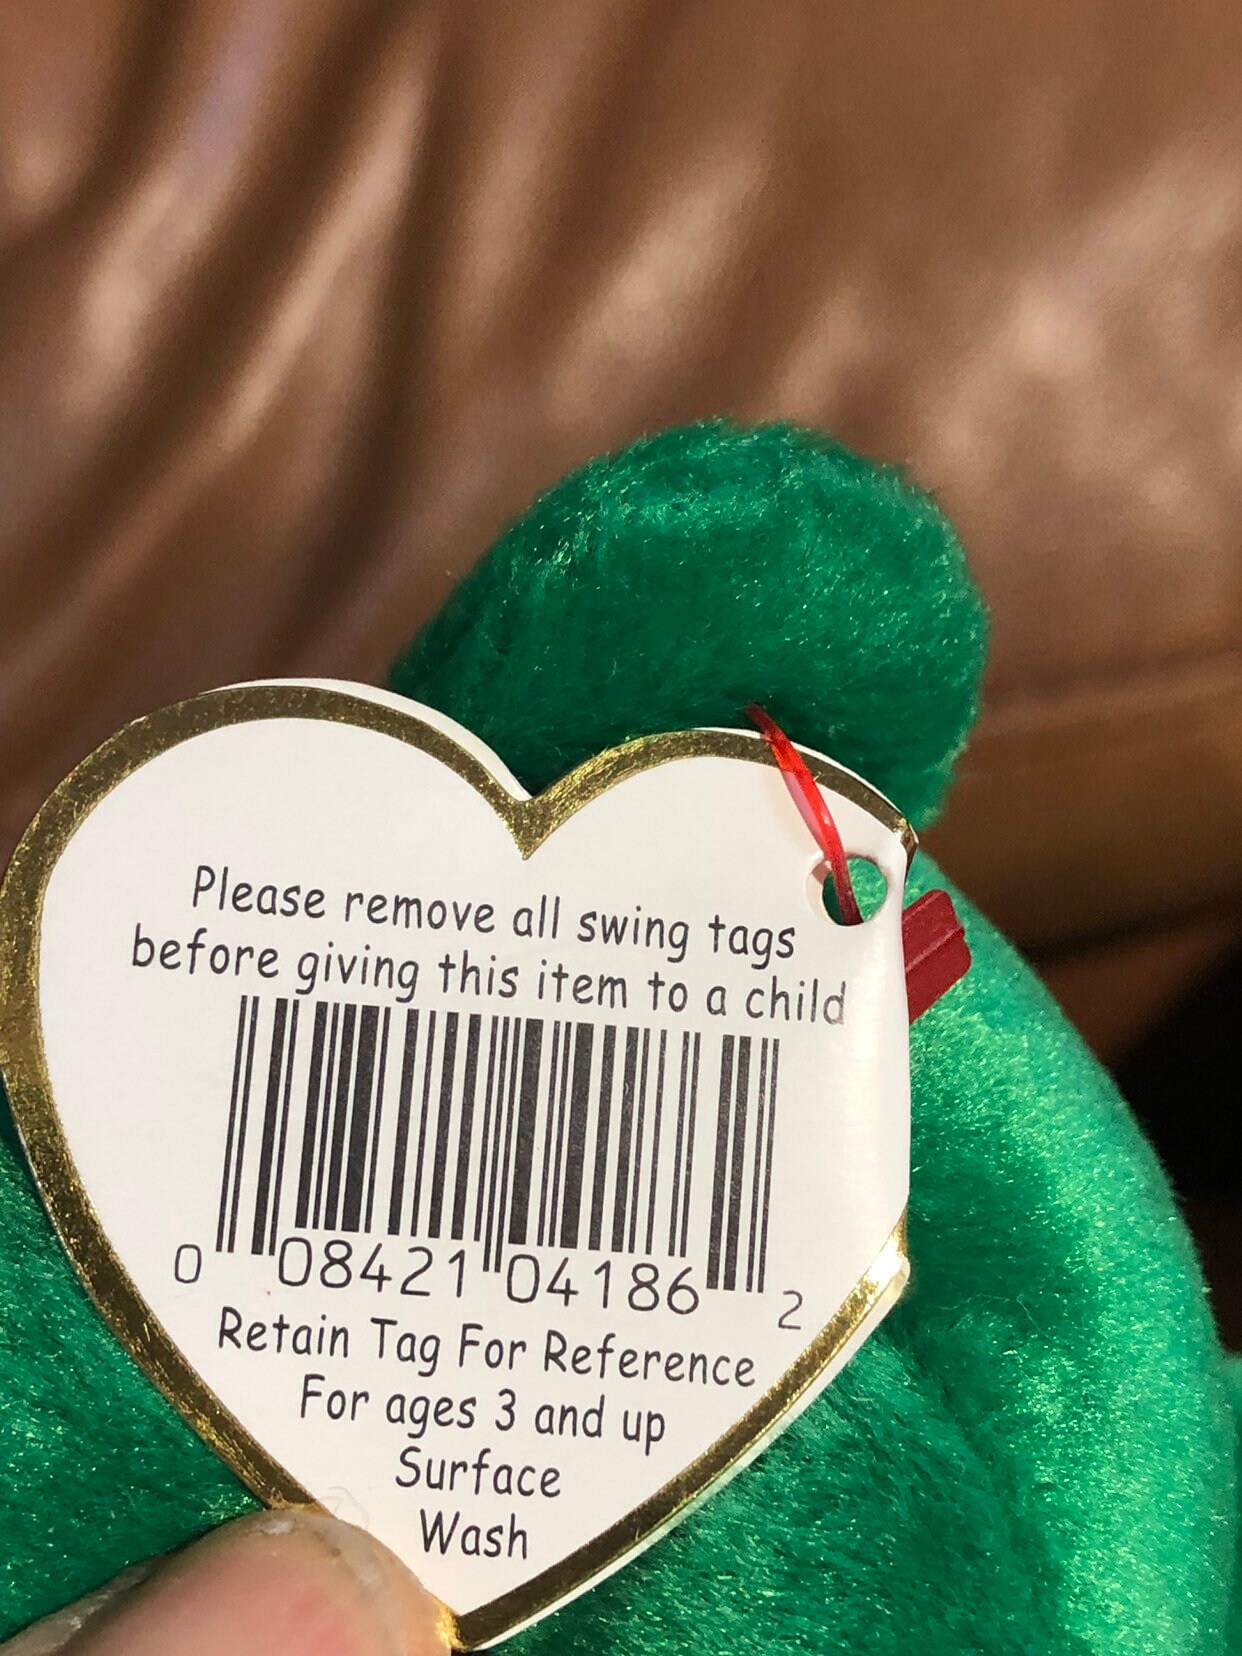 Please remove all swing tags
before giving this item to a child
0 08421 04186 2
Retain Tag For Reference
For ages 3 and up
Surface
Wash